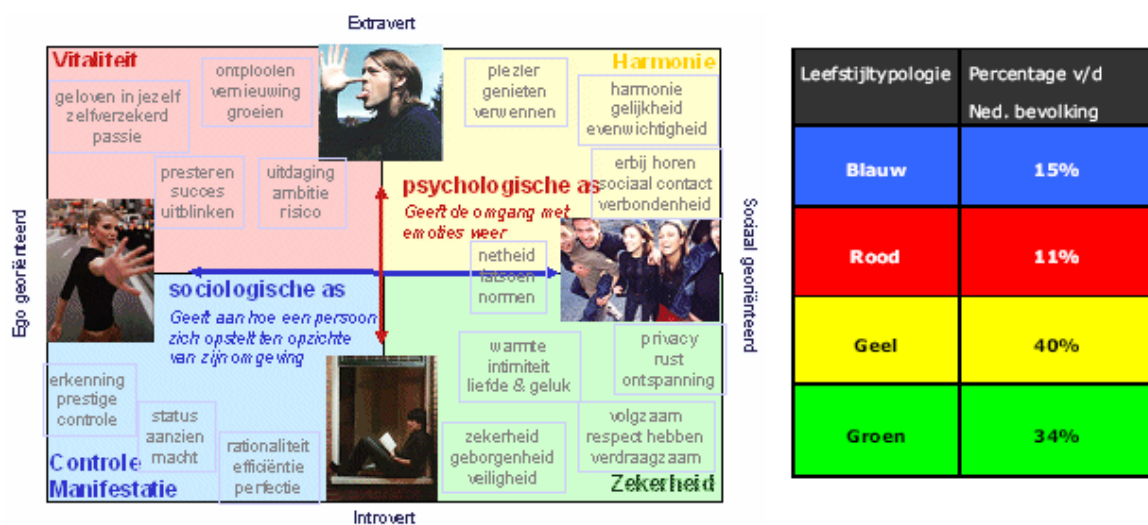 Extravert
Vitaliteit
Harmonie
ontplooien
vernieuwing
groeien
geloven in jezelf
zelfverzekerd
passie
plezier
genieten
verwennen
harmonie
gelijkheid
evenwichtigheid
presteren
succes
uitblinken
uitdaging
ambitie
risico
erbij horen
sociaal contact
verbondenheid
psychologische as
Geeft de omgang met
emoties weer
Ego georiënteerd
Sociaal georiënteerd
netheid
fatsoen
normen
sociologische as
Geeft aan hoe een persoon
zich opstelt ten opzichte
van zijn omgeving
warmte
intimiteit
liefde & geluk
privacy
rust
ontspanning
erkenning
prestige
controle
status
aanzien
macht
rationaliteit
efficiëntie
perfectie
zekerheid
geborgenheid
veiligheid
volgzaam
respect hebben
verdraagzaam
Controle
Manifestatie
Zekerheid
Introvert
Leefstijltypologie Percentage v/d
Ned. bevolking
Blauw 15%
Rood 11%
Geel 40%
Groen 34%